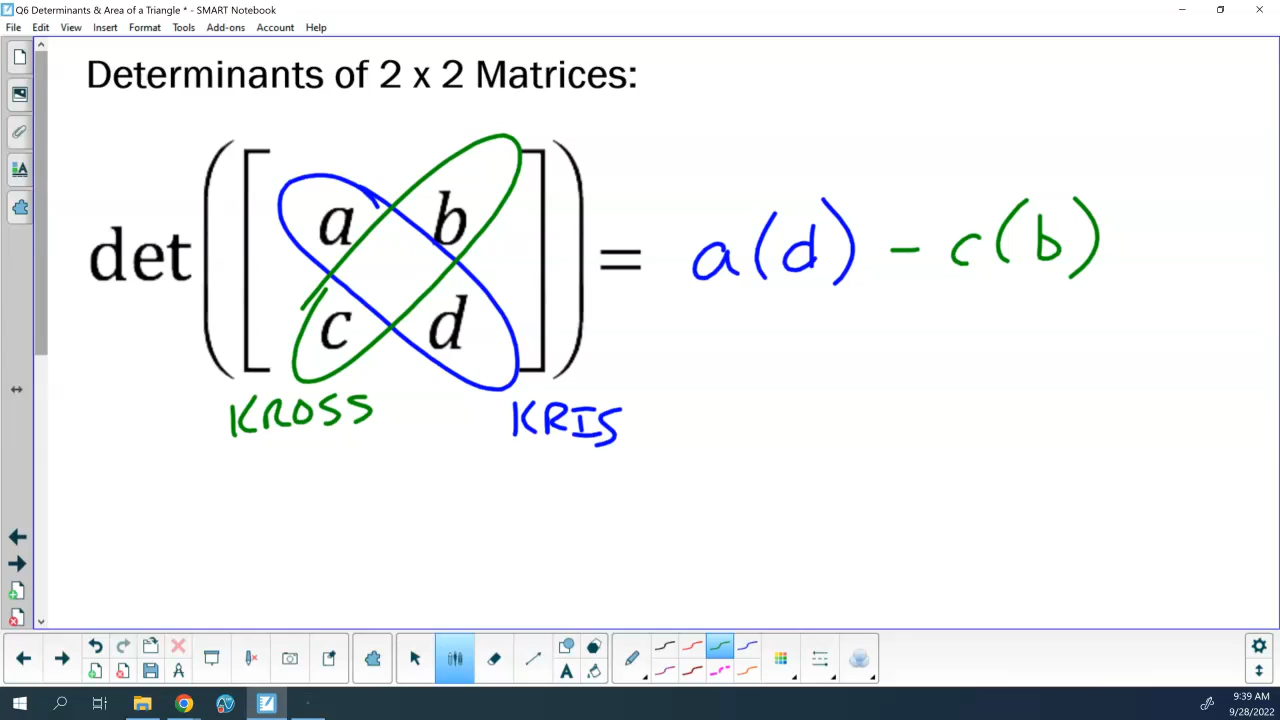 Q6 Determinants & Area of a Triangle * - SMART Notebook
File Edit View Insert Format Tools Add-ons Account Help
Determinants of 2 x 2 Matrices:
det([ a b
c d ]) = a(d) - c(b)
KROSS KRIS
9:39 AM
9/28/2022